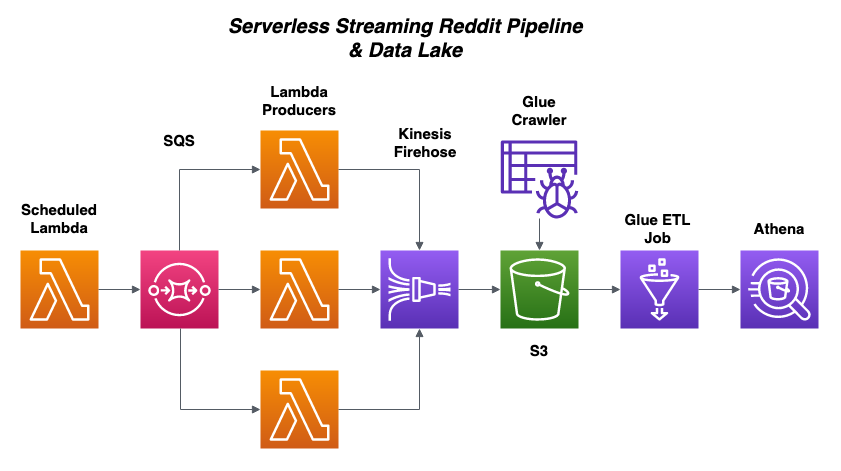 Serverless Streaming Reddit Pipeline
& Data Lake
Lambda
Producers
Glue
Crawler
SQS
Kinesis
Firehose
Scheduled
Lambda
Glue ETL
Job
Athena
S3